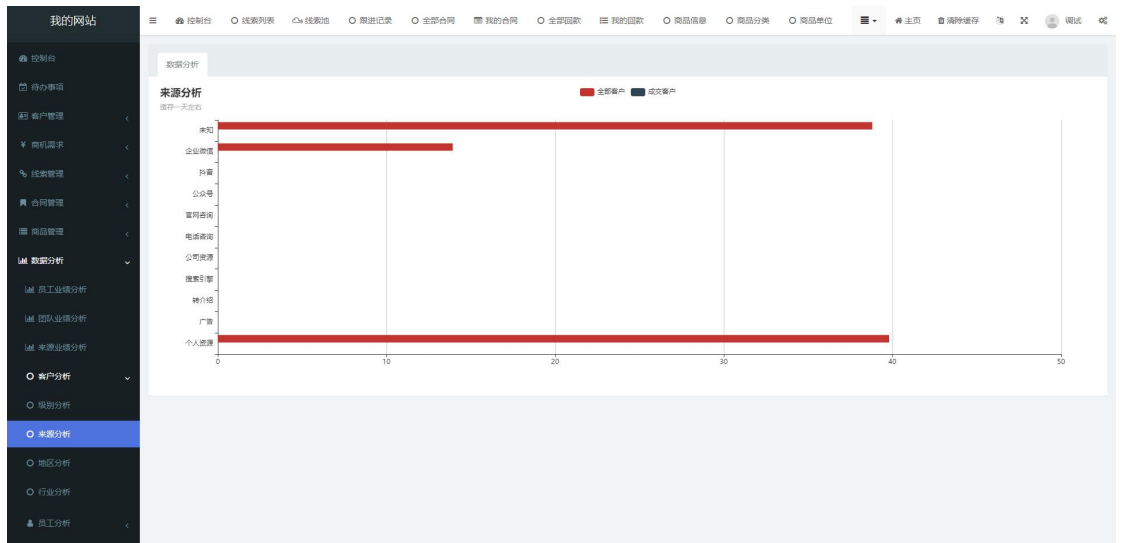 我的网站
控制台
线索列表
线索池
跟进记录
全部合同
我的合同
全部回款
我的回款
商品信息
商品分类
商品单位
主页
清除缓存
调试
控制台
待办事项
客户管理
商机需求
线索管理
合同管理
商品管理
数据分析
员工业绩分析
团队业绩分析
来源业绩分析
客户分析
级别分析
来源分析
地区分析
行业分析
员工分析
数据分析
来源分析
缓存一天左右
全部客户
成交客户
未知
企业微信
抖音
公众号
官网咨询
电话咨询
公司资源
搜索引擎
转介绍
广告
个人资源
0 10 20 30 40 50